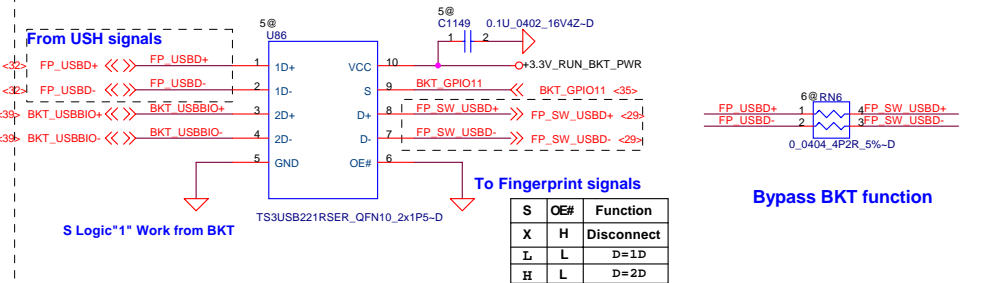 5@
C1149 0.1U_0402_16V4Z~D
1 2
5@
U86
From USH signals
<32> FP_USBD+ FP_USBD+ 1 1D+ VCC 10 +3.3V_RUN_BKT_PWR
<32> FP_USBD- FP_USBD- 2 1D- S 9 BKT_GPIO11 BKT_GPIO11 <35>
<39> BKT_USBBIO+ BKT_USBBIO+ 3 2D+ D+ 8 FP_SW_USBD+ FP_SW_USBD+ <29>
<39> BKT_USBBIO- BKT_USBBIO- 4 2D- D- 7 FP_SW_USBD- FP_SW_USBD- <29>
5 GND OE# 6
TS3USB221RSER_QFN10_2x1P5~D
S Logic"1" Work from BKT
To Fingerprint signals
S OE# Function
X H Disconnect
L L D=1D
H L D=2D
6@ RN6
FP_USBD+ 1 4 FP_SW_USBD+
FP_USBD- 2 3 FP_SW_USBD-
0_0404_4P2R_5%~D
Bypass BKT function